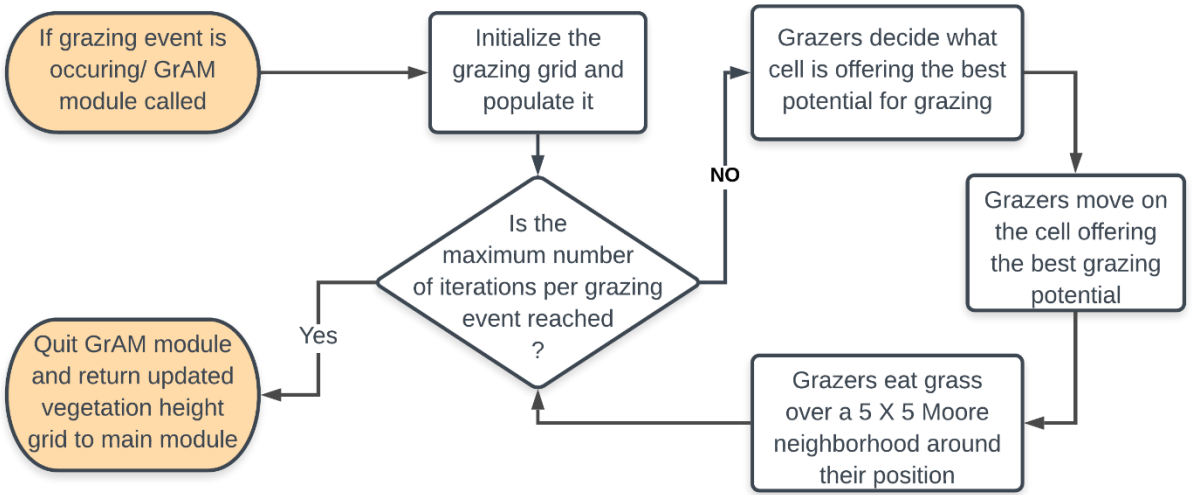 If grazing event is
occuring/ GrAM
module called
Initialize the
grazing grid and
populate it
Is the
maximum number
of iterations per grazing
event reached
?
NO
Grazers decide what
cell is offering the best
potential for grazing
Grazers move on
the cell offering
the best grazing
potential
Grazers eat grass
over a 5 X 5 Moore
neighborhood around
their position
Yes
Quit GrAM module
and return updated
vegetation height
grid to main module